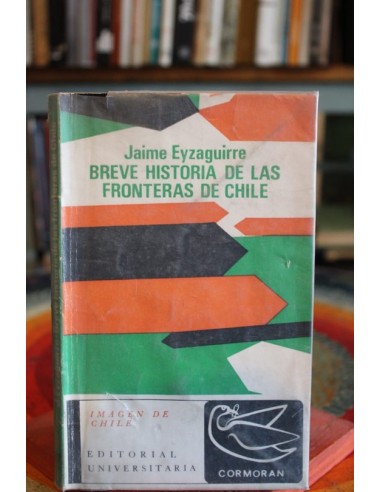 Jaime Eyzaguirre
BREVE HISTORIA DE LAS
FRONTERAS DE CHILE
IMAGEN DE
CHILE
EDITORIAL
UNIVERSITARIA
CORMORAN